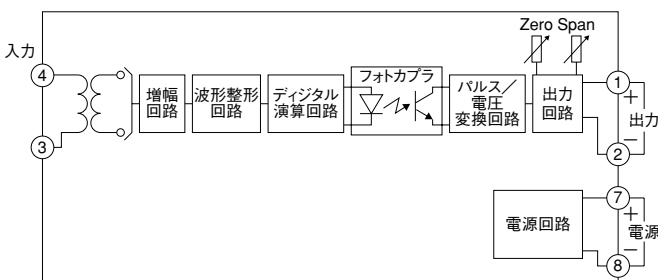 Zero Span
入力
4
3
増幅
回路
波形整形
回路
ディジタル
演算回路
フォトカプラ
パルス／
電圧
変換回路
出力
回路
1
+
出力
−
2
電源回路
7
+
電源
−
8